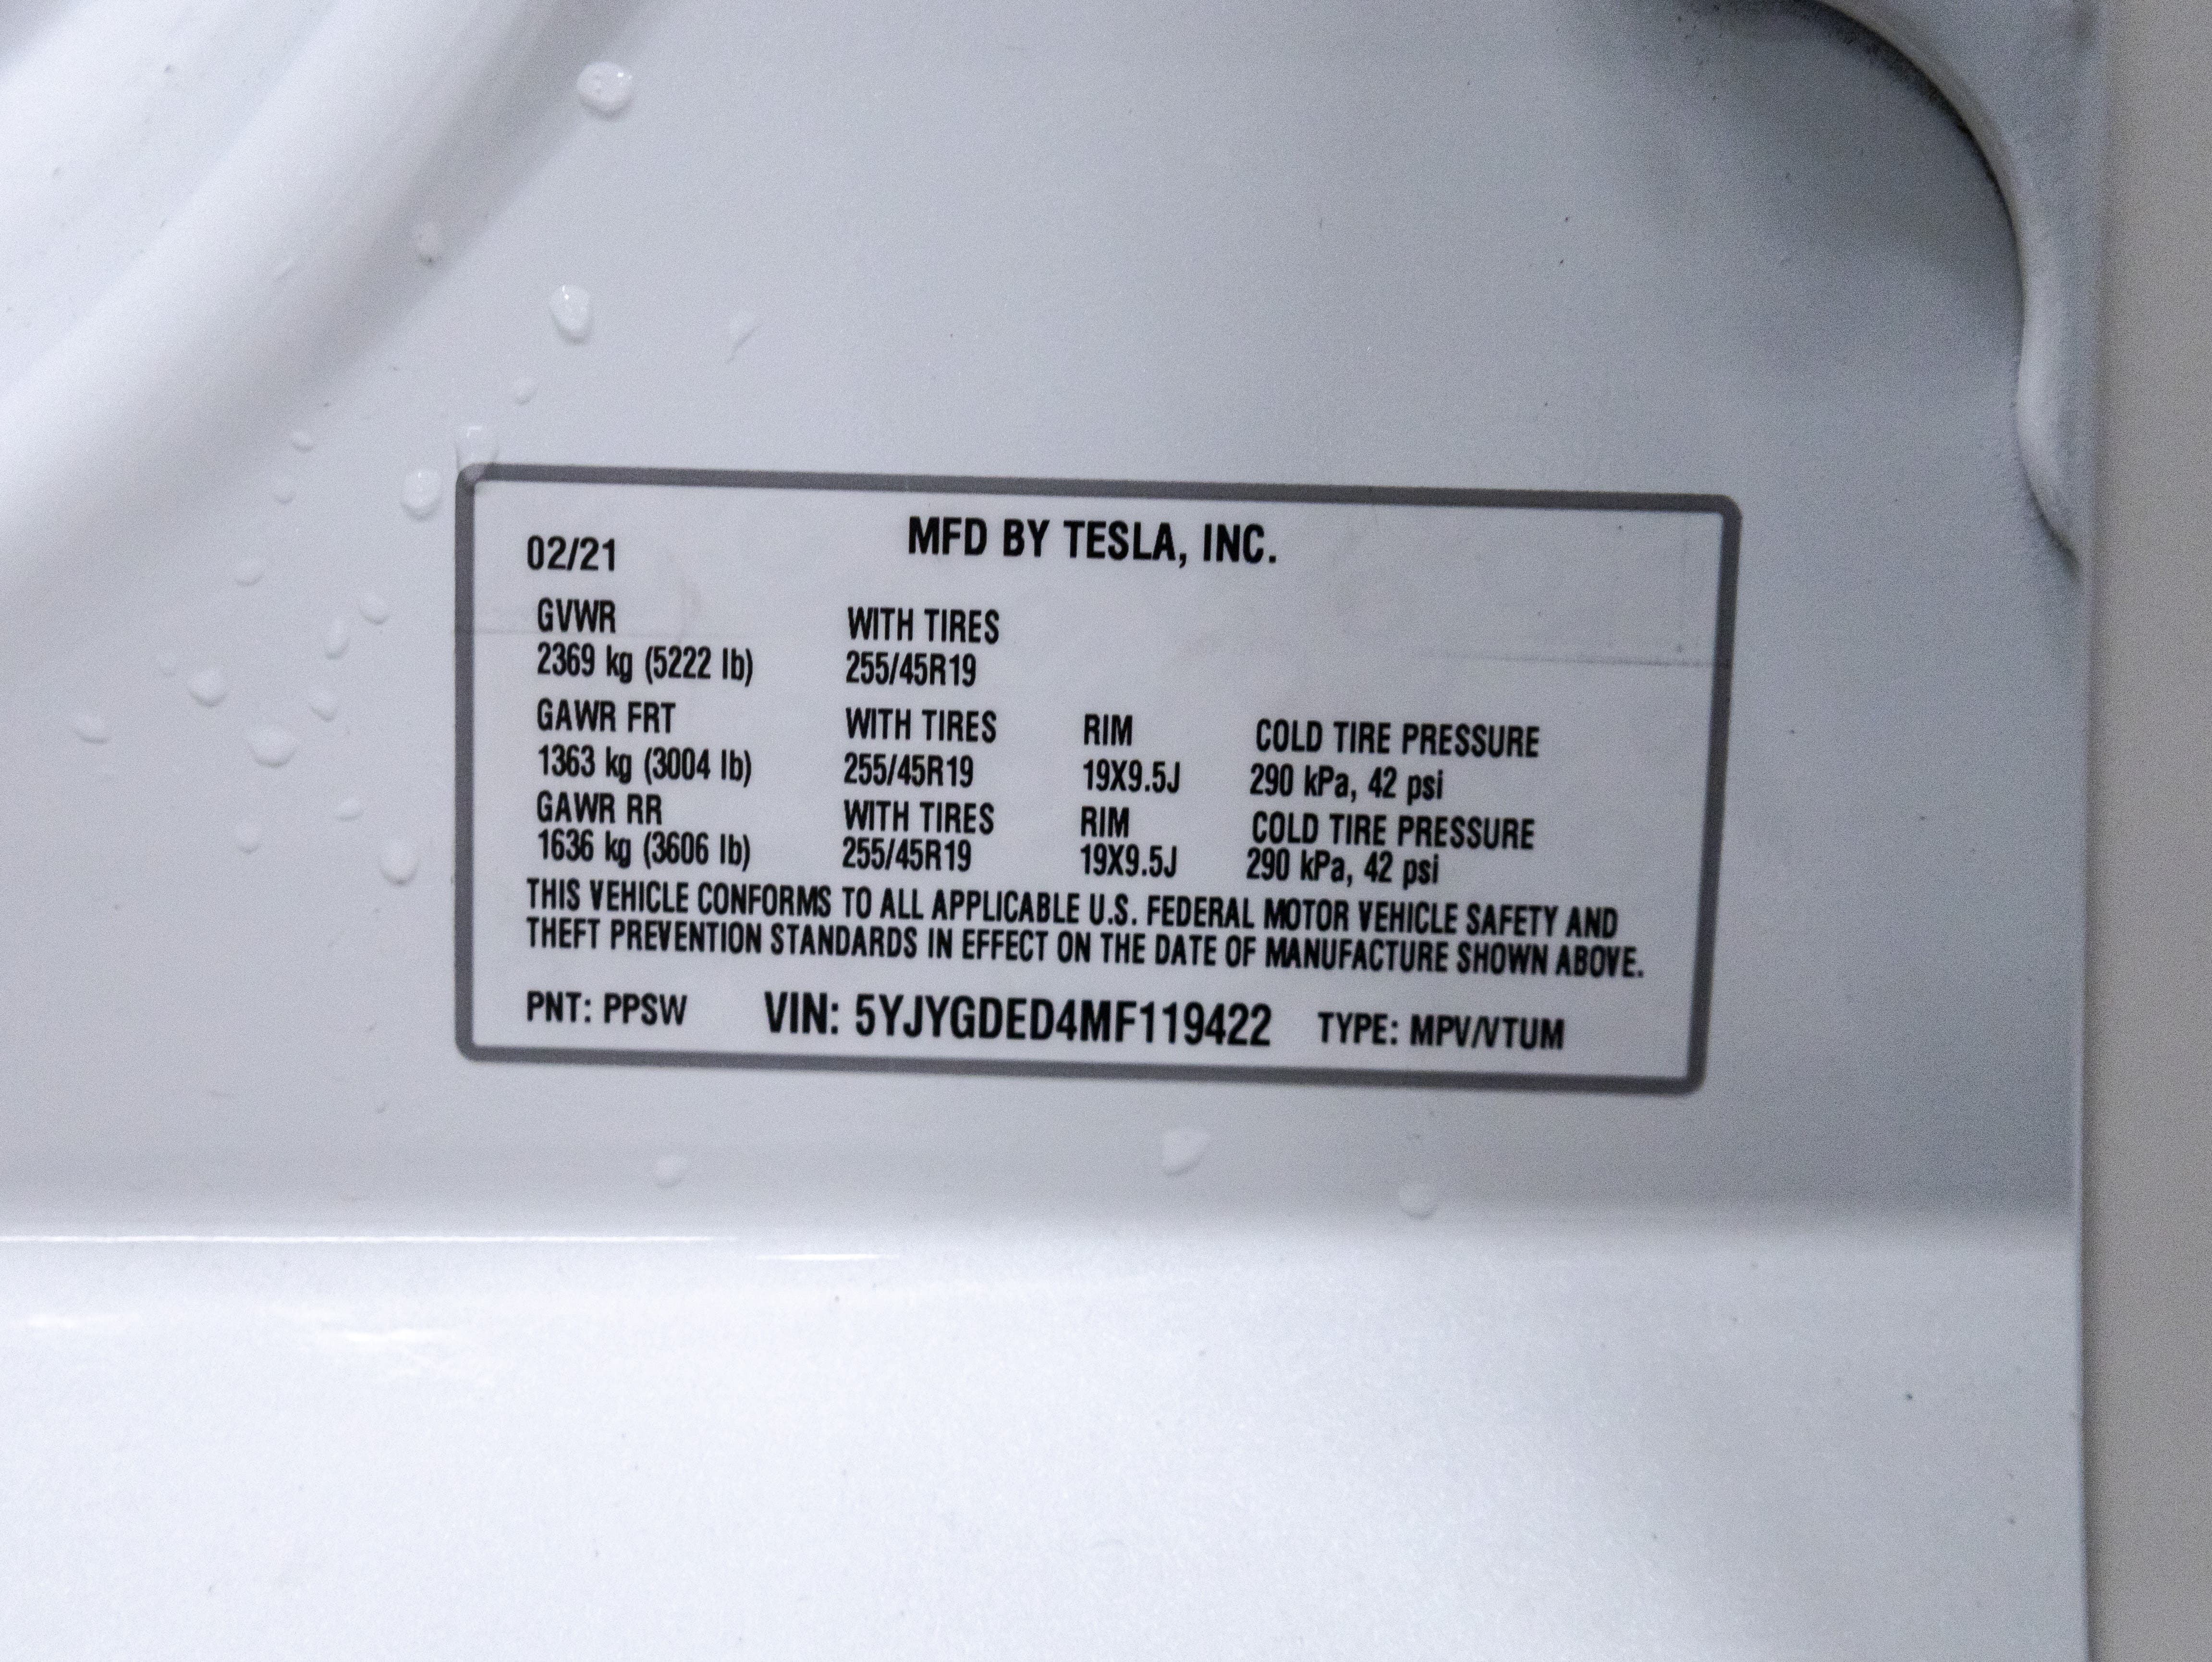 MFD BY TESLA, INC.
02/21
GVWR WITH TIRES
2369 kg (5222 lb) 255/45R19
GAWR FRT WITH TIRES RIM COLD TIRE PRESSURE
1363 kg (3004 lb) 255/45R19 19X9.5J 290 kPa, 42 psi
GAWR RR WITH TIRES RIM COLD TIRE PRESSURE
1636 kg (3606 lb) 255/45R19 19X9.5J 290 kPa, 42 psi
THIS VEHICLE CONFORMS TO ALL APPLICABLE U.S. FEDERAL MOTOR VEHICLE SAFETY AND
THEFT PREVENTION STANDARDS IN EFFECT ON THE DATE OF MANUFACTURE SHOWN ABOVE.
PNT: PPSW VIN: 5YJYGDED4MF119422 TYPE: MPV/VTUM